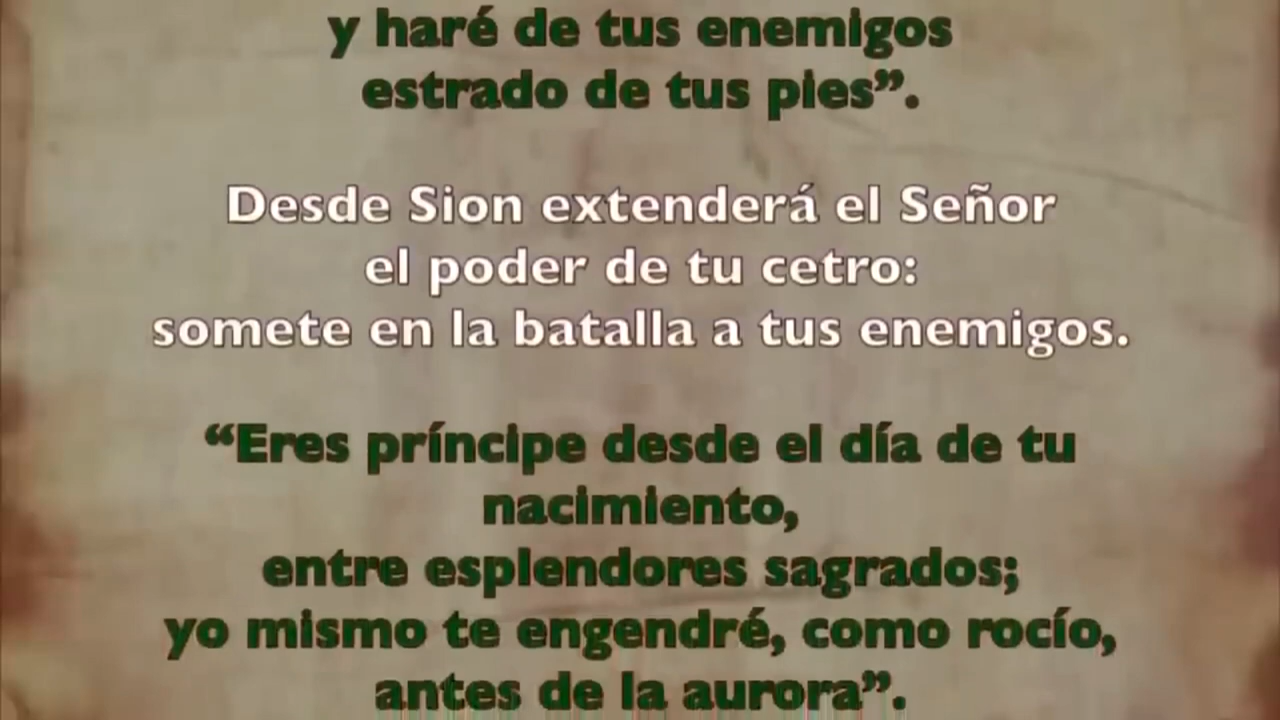 y haré de tus enemigos
estrado de tus pies”.
Desde Sion extenderá el Señor
el poder de tu cetro:
somete en la batalla a tus enemigos.
“Eres príncipe desde el día de tu
nacimiento,
entre esplendores sagrados;
yo mismo te engendré, como rocío,
antes de la aurora”.